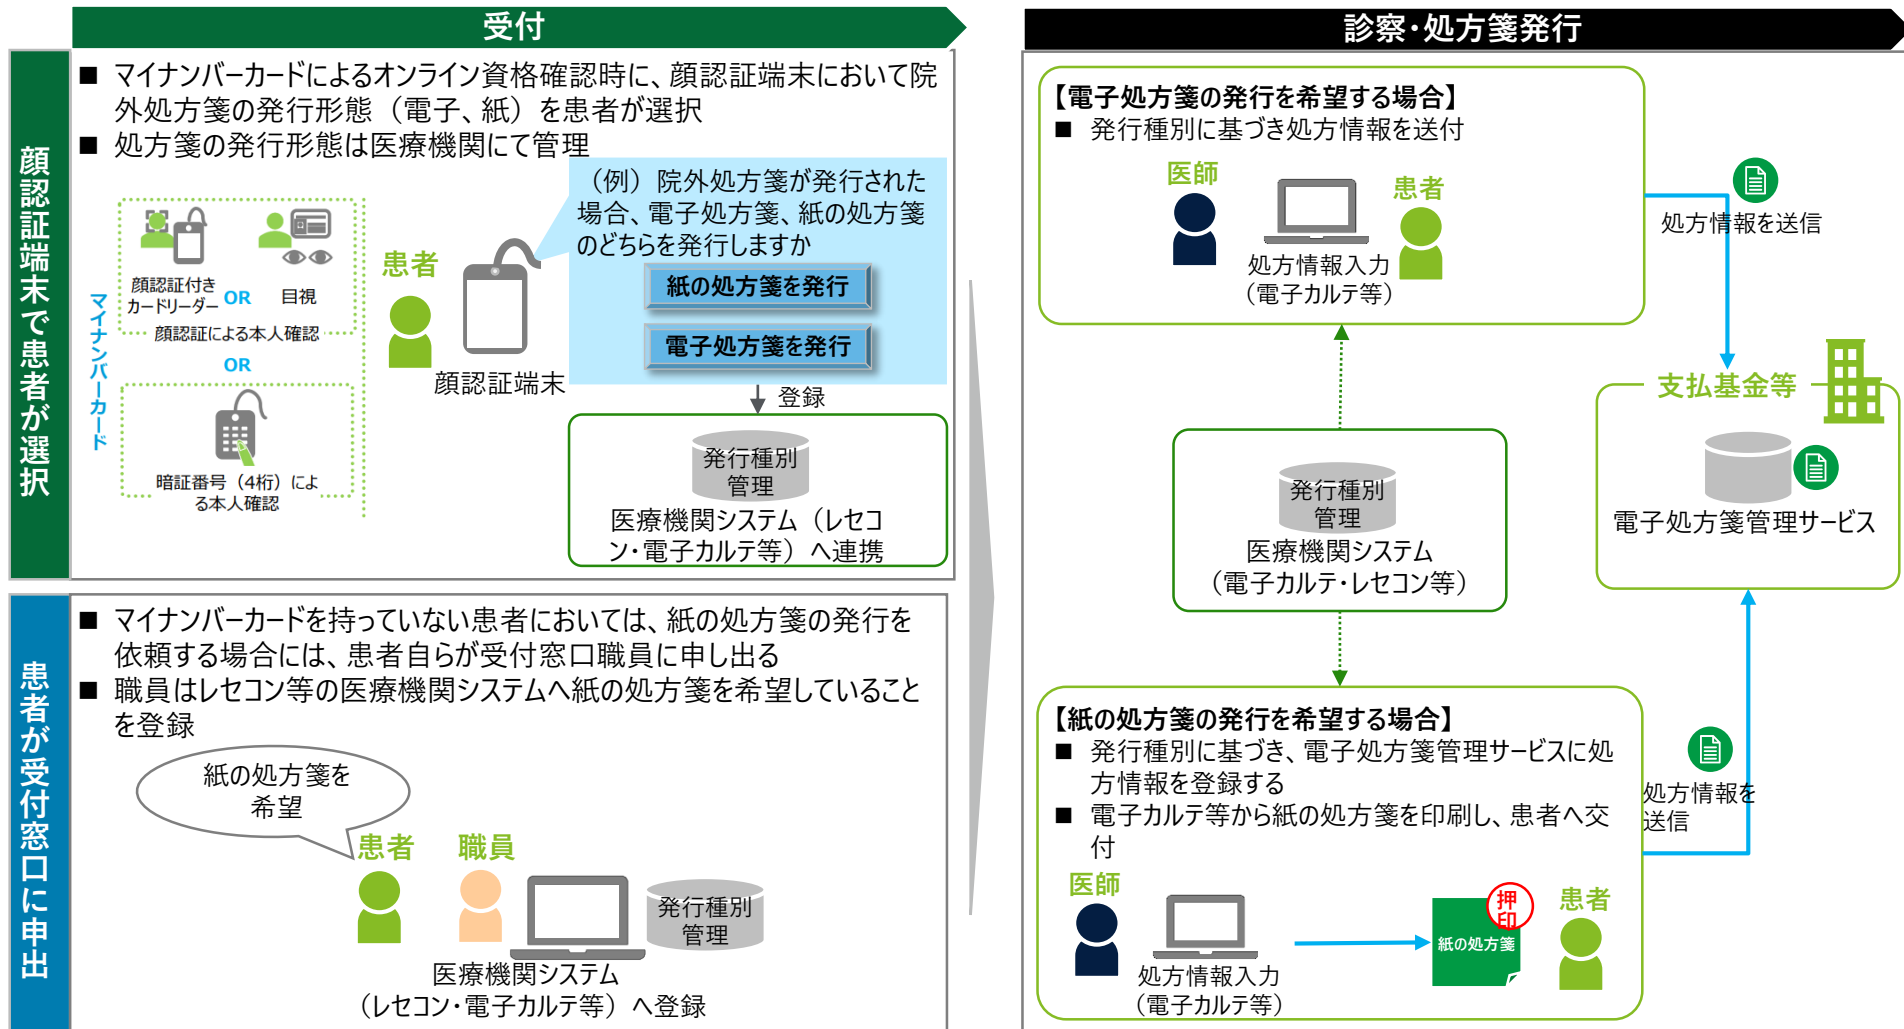 受付
顔認証端末で患者が選択
■ マイナンバーカードによるオンライン資格確認時に、顔認証端末において院
外処方箋の発行形態（電子、紙）を患者が選択
■ 処方箋の発行形態は医療機関にて管理
マイナンバーカード
顔認証付き
カードリーダー
OR
目視
顔認証による本人確認
OR
暗証番号（4桁）によ
る本人確認
患者
顔認証端末
（例）院外処方箋が発行された
場合、電子処方箋、紙の処方箋
のどちらを発行しますか
紙の処方箋を発行
電子処方箋を発行
登録
発行種別
管理
医療機関システム（レセコ
ン・電子カルテ等）へ連携
患者が受付窓口に申出
■ マイナンバーカードを持っていない患者においては、紙の処方箋の発行を
依頼する場合には、患者自らが受付窓口職員に申し出る
■ 職員はレセコン等の医療機関システムへ紙の処方箋を希望していること
を登録
紙の処方箋を
希望
患者
職員
発行種別
管理
医療機関システム
（レセコン・電子カルテ等）へ登録
診察・処方箋発行
【電子処方箋の発行を希望する場合】
■ 発行種別に基づき処方情報を送付
医師
患者
処方情報入力
（電子カルテ等）
処方情報を送信
支払基金等
電子処方箋管理サービス
発行種別
管理
医療機関システム
（電子カルテ・レセコン等）
【紙の処方箋の発行を希望する場合】
■ 発行種別に基づき、電子処方箋管理サービスに処
方情報を登録する
■ 電子カルテ等から紙の処方箋を印刷し、患者へ交
付
処方情報を
送信
医師
処方情報入力
（電子カルテ等）
押
印
紙の処方箋
患者